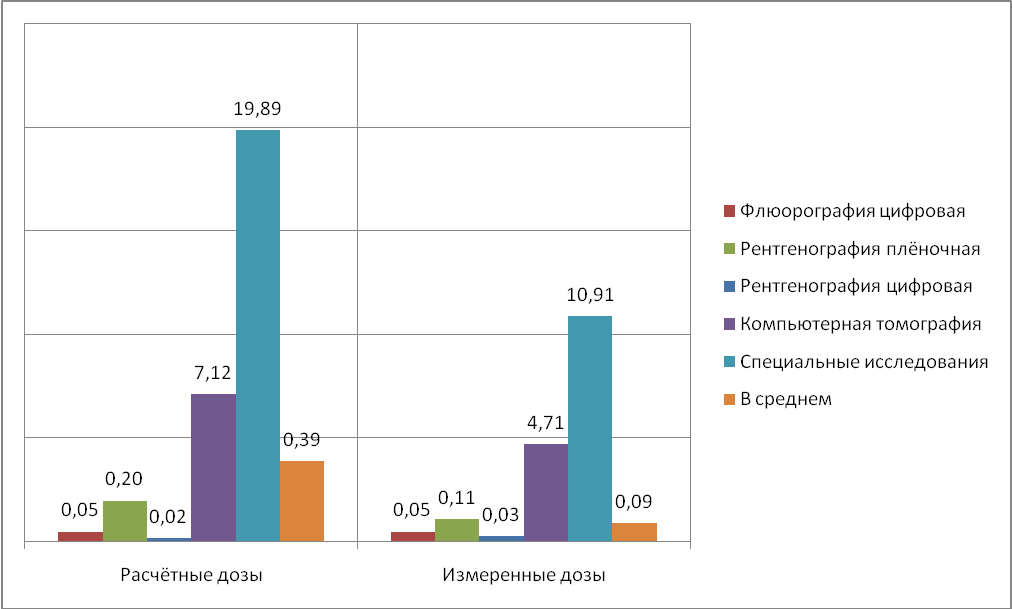 19,89
10,91
7,12
4,71
0,39
0,20
0,05
0,02
0,05
0,11
0,03
0,09
Расчётные дозы
Измеренные дозы
Флюорография цифровая
Рентгенография плёночная
Рентгенография цифровая
Компьютерная томография
Специальные исследования
В среднем